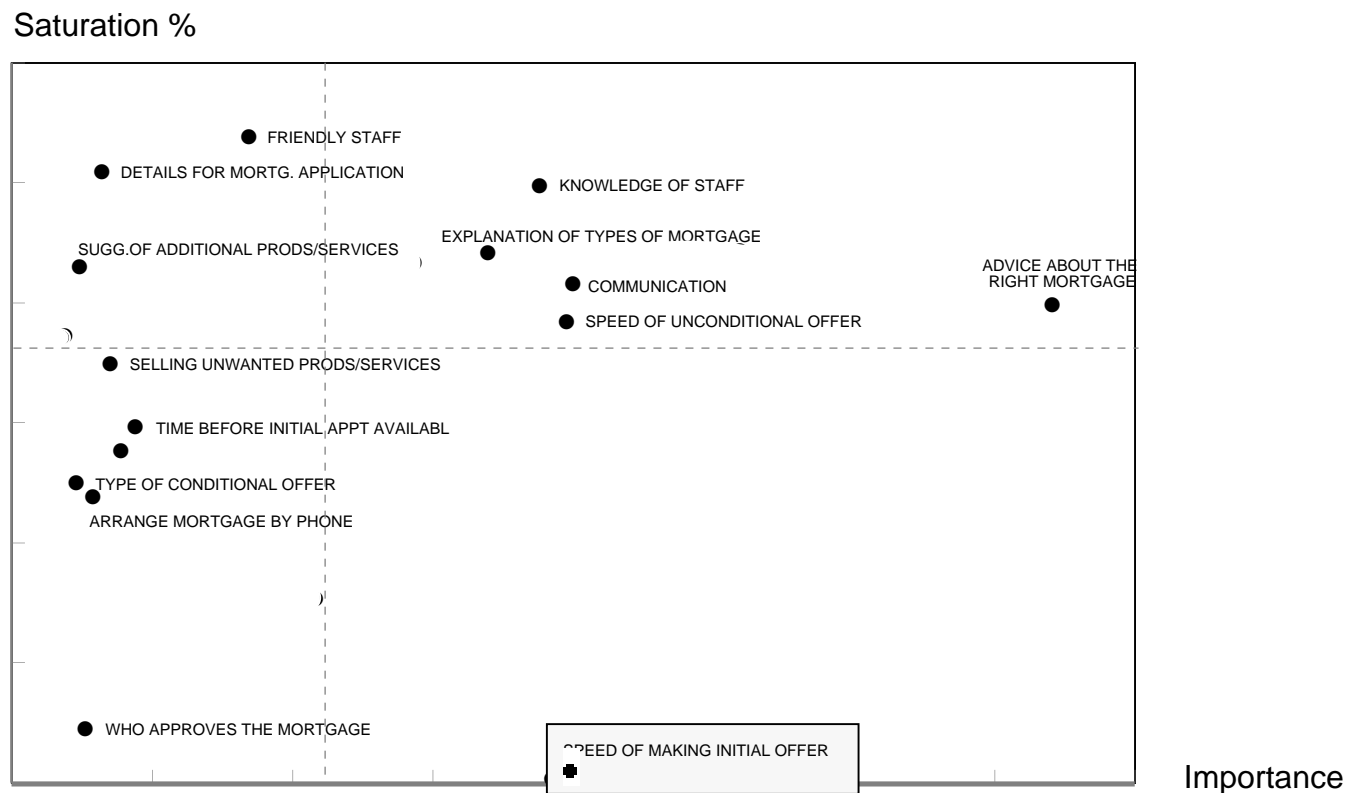 Saturation %
FRIENDLY STAFF
DETAILS FOR MORTG. APPLICATION
KNOWLEDGE OF STAFF
EXPLANATION OF TYPES OF MORTGAGE
SUGG.OF ADDITIONAL PRODS/SERVICES
ADVICE ABOUT THE
RIGHT MORTGAGE
COMMUNICATION
SPEED OF UNCONDITIONAL OFFER
SELLING UNWANTED PRODS/SERVICES
TIME BEFORE INITIAL APPT AVAILABL
TYPE OF CONDITIONAL OFFER
ARRANGE MORTGAGE BY PHONE
WHO APPROVES THE MORTGAGE
SPEED OF MAKING INITIAL OFFER
Importance